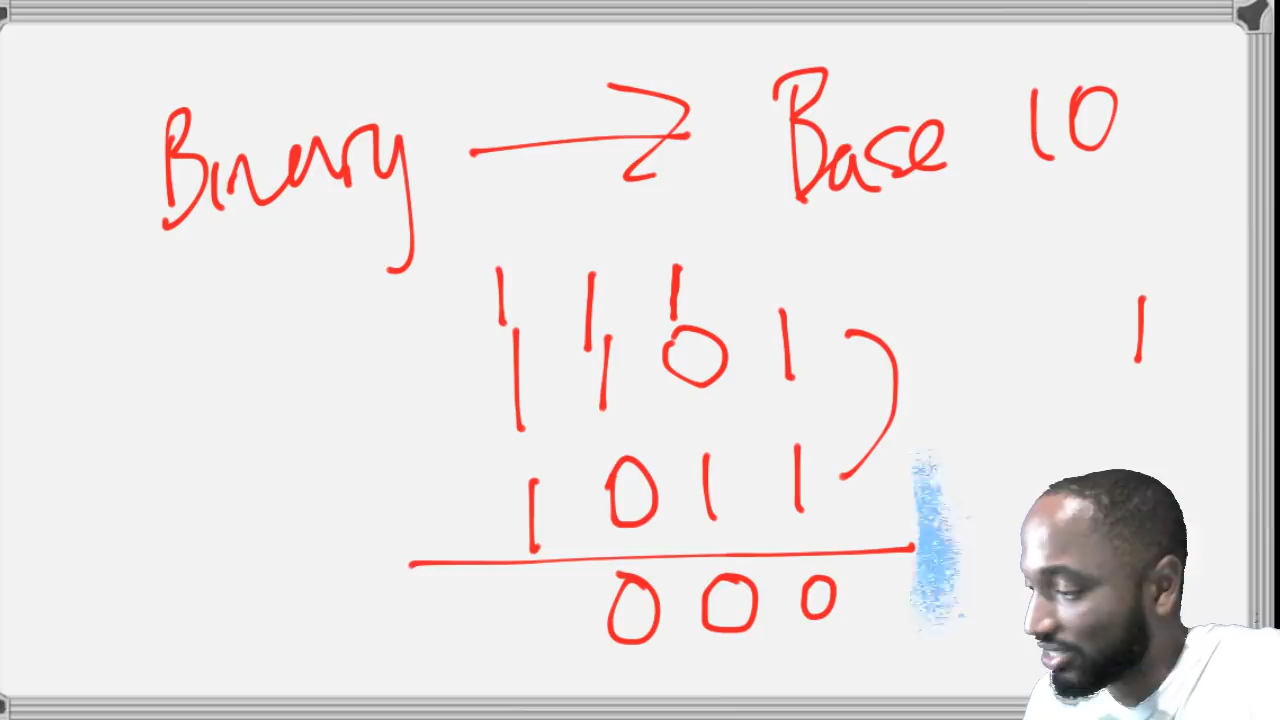 Binary → Base 10
1 1 1
1 1 0 1 1
1 0 1 1
0 0 0